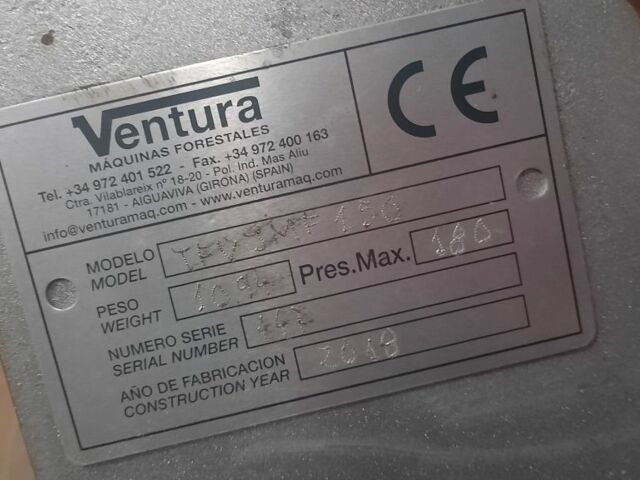 Ventura
MÁQUINAS FORESTALES
Tel. +34 972 401 522 - Fax. +34 972 400 163
Ctra. Vilablareix nº 18-20 - Pol. Ind. Mas Aliu
17181 - AIGUAVIVA (GIRONA) (SPAIN)
info@venturamaq.com - www.venturamaq.com
CE
MODELO
MODEL
150
PESO
WEIGHT
Pres.Max. 180
NUMERO SERIE
SERIAL NUMBER
AÑO DE FABRICACION
CONSTRUCTION YEAR
2018